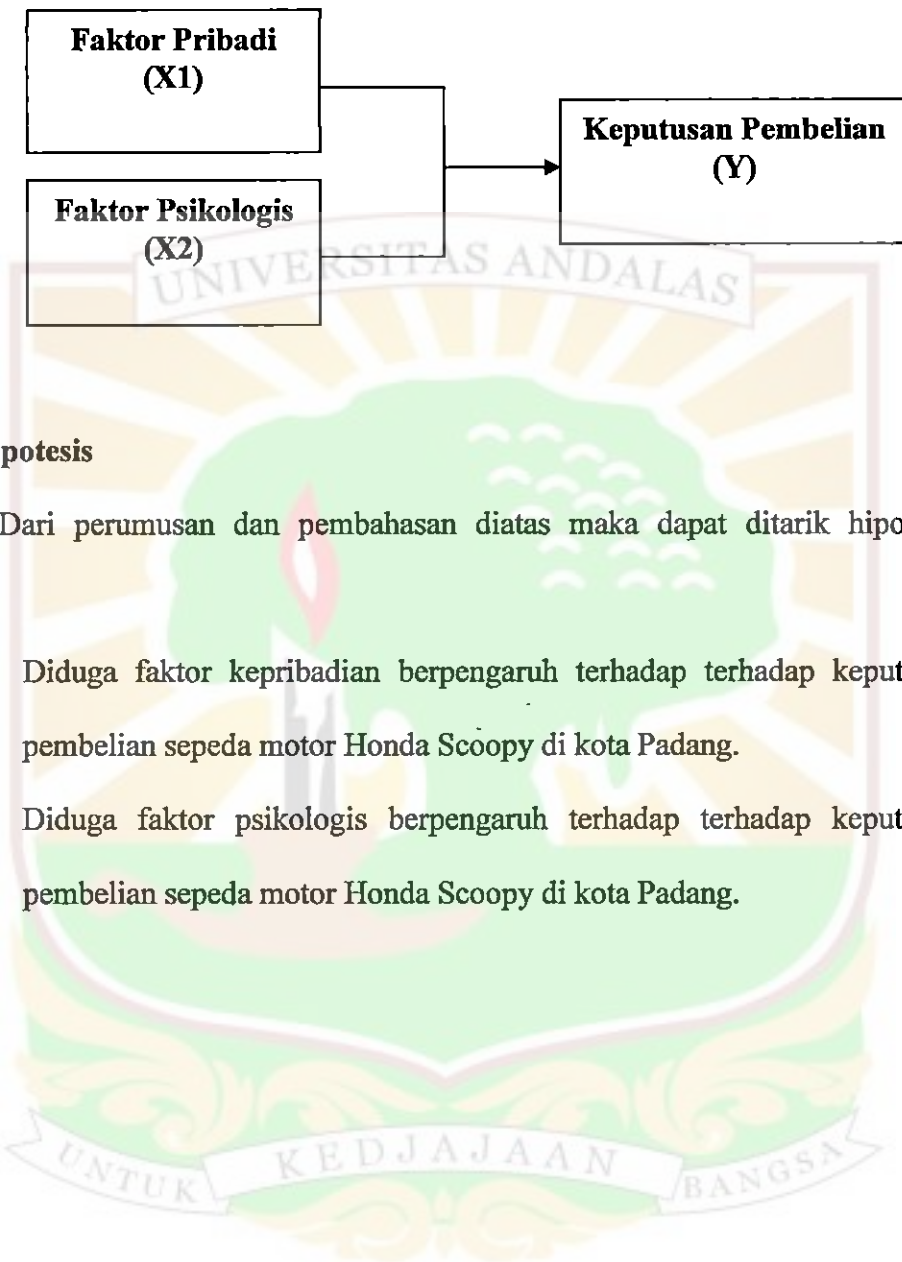 Faktor Pribadi
(X1)
Keputusan Pembelian
(Y)
Faktor Psikologis
(X2)
UNIVERSITAS ANDALAS
potesis
Dari perumusan dan pembahasan diatas maka dapat ditarik hipo
Diduga faktor kepribadian berpengaruh terhadap terhadap keput
pembelian sepeda motor Honda Scoopy di kota Padang.
Diduga faktor psikologis berpengaruh terhadap terhadap keput
pembelian sepeda motor Honda Scoopy di kota Padang.
UNTUK KEDJAJAAN BANGSA